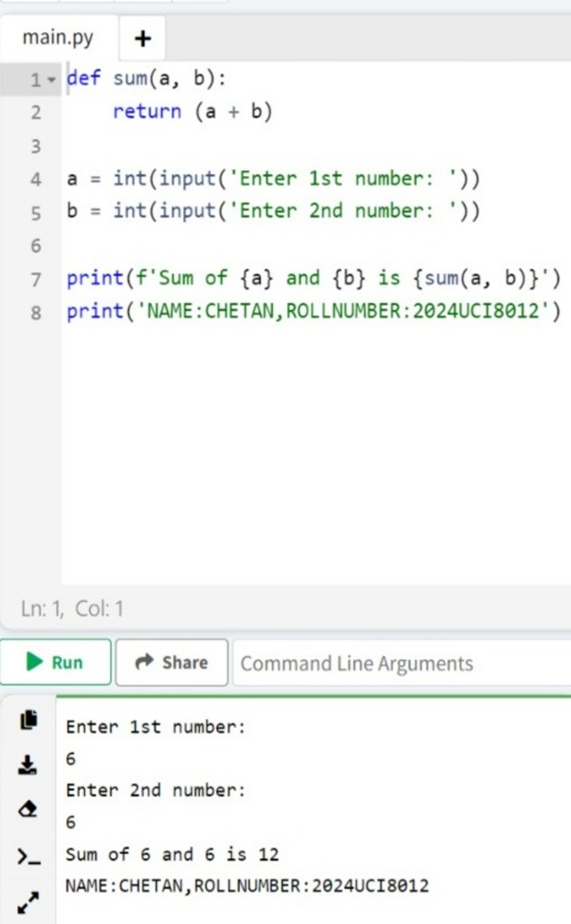 main.py +
1 def sum(a, b):
2     return (a + b)
3
4 a = int(input('Enter 1st number: '))
5 b = int(input('Enter 2nd number: '))
6
7 print(f'Sum of {a} and {b} is {sum(a, b)}')
8 print('NAME:CHETAN,ROLLNUMBER:2024UCI8012')
Ln: 1, Col: 1
Run Share Command Line Arguments
Enter 1st number:
6
Enter 2nd number:
6
Sum of 6 and 6 is 12
NAME:CHETAN,ROLLNUMBER:2024UCI8012